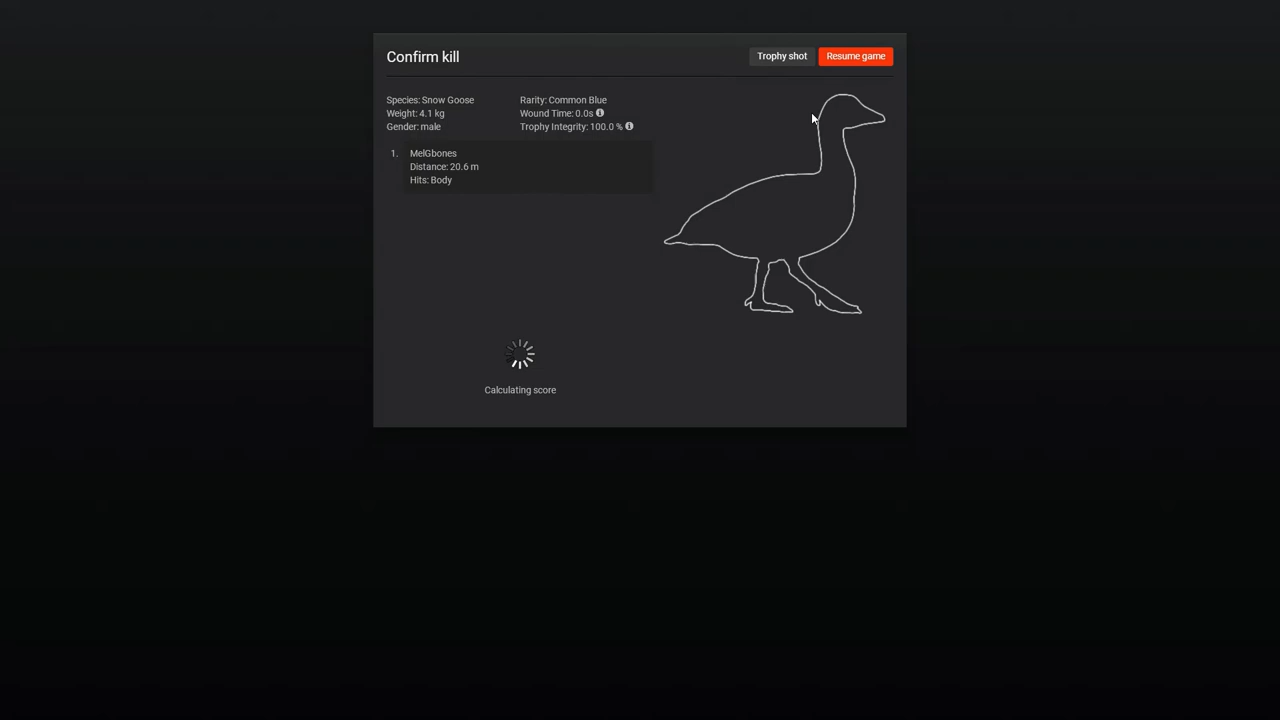 Confirm kill
Trophy shot
Resume game
Species: Snow Goose
Weight: 4.1 kg
Gender: male
Rarity: Common Blue
Wound Time: 0.0s
Trophy Integrity: 100.0 %
1.
MelGbones
Distance: 20.6 m
Hits: Body
Calculating score